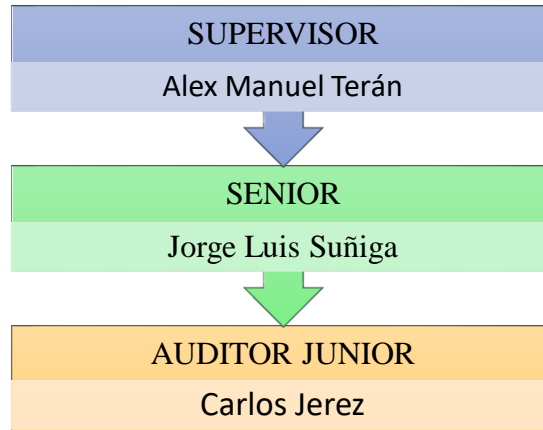 SUPERVISOR
Alex Manuel Terán
SENIOR
Jorge Luis Suñiga
AUDITOR JUNIOR
Carlos Jerez